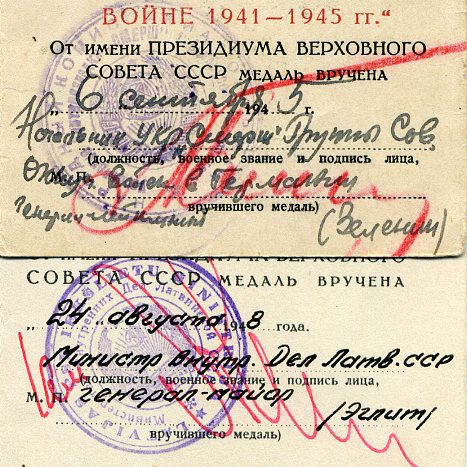 ВОЙНЕ 1941—1945 гг.“
От имени ПРЕЗИДИУМА ВЕРХОВНОГО
СОВЕТА СССР МЕДАЛЬ ВРУЧЕНА
„ 6 сентября 1945 г.
Начальник УКР Смерш Группы Сов.
(должность, военное звание и подпись лица,
М. П. Оккуп. Войск в Германии
генерал-лейтенант
вручившего медаль) (Зеленин)
СОВЕТА СССР МЕДАЛЬ ВРУЧЕНА
„24„ августа 1948 года.
Министр Внутр. Дел Латв. ССР
(должность, военное звание и подпись лица,
М. П. генерал-майор
/Эглит/
вручившего медаль)